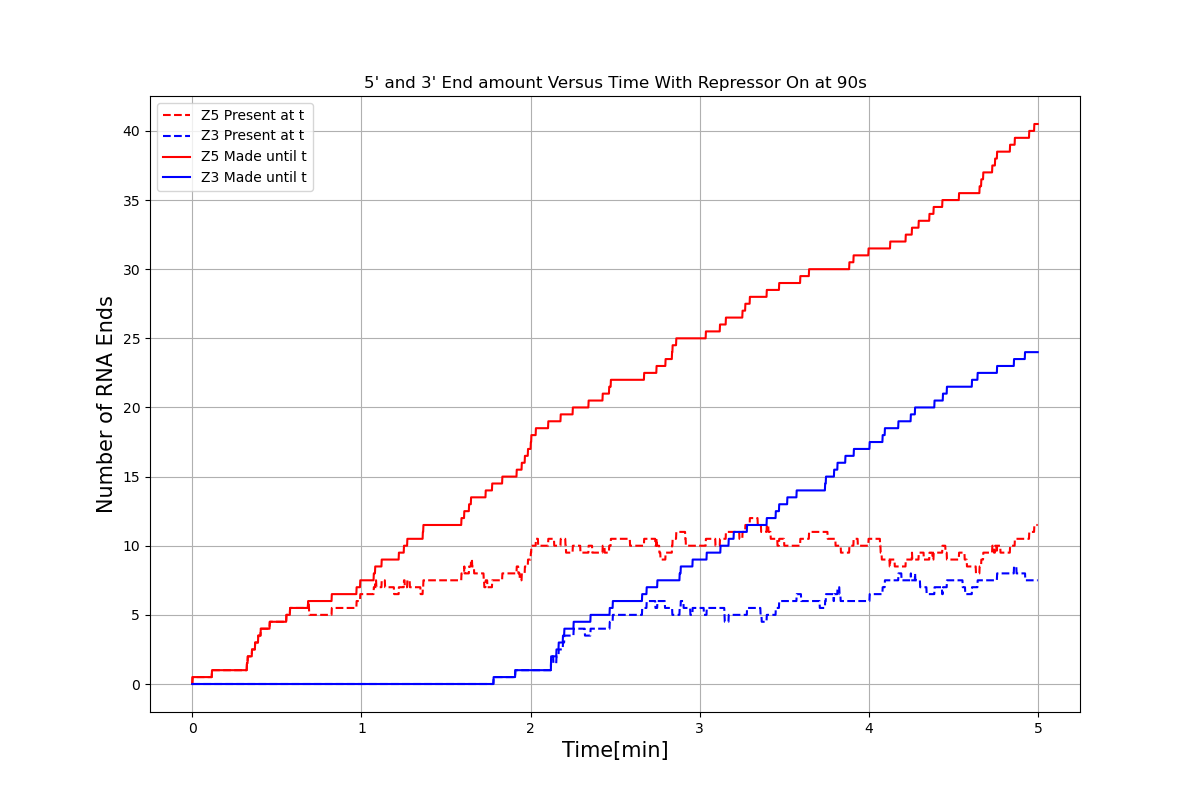 5' and 3' End amount Versus Time With Repressor On at 90s
Z5 Present at t
Z3 Present at t
Z5 Made until t
Z3 Made until t
Number of RNA Ends
40
35
30
25
20
15
10
5
0
0 1 2 3 4 5
Time[min]